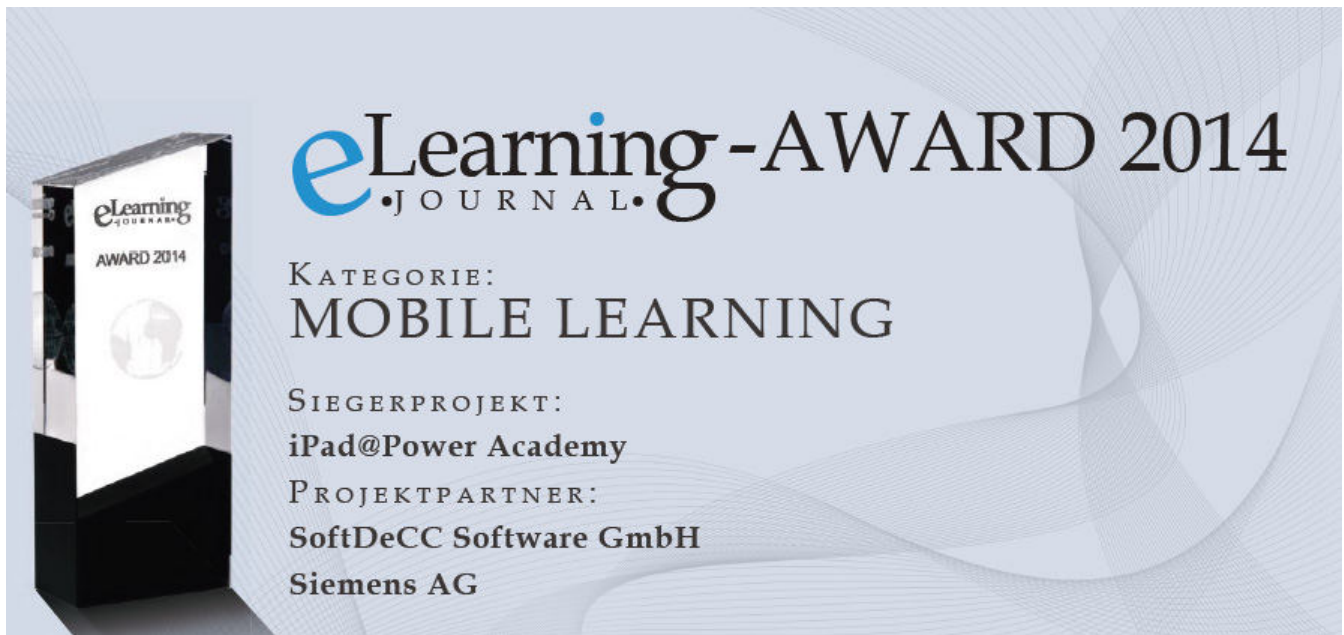 eLearning -AWARD 2014
•JOURNAL•
KATEGORIE:
MOBILE LEARNING
SIEGERPROJEKT:
iPad@Power Academy
PROJEKTPARTNER:
SoftDeCC Software GmbH
Siemens AG
eLearning
JOURNAL
AWARD 2014